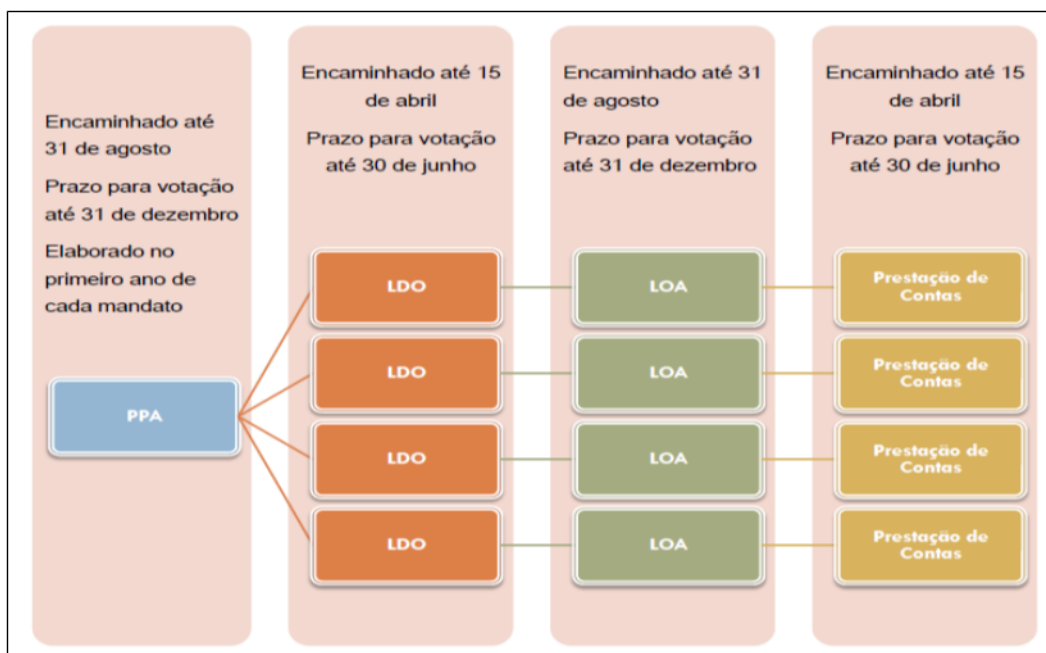 Encaminhado até
31 de agosto
Prazo para votação
até 31 de dezembro
Elaborado no
primeiro ano de
cada mandato
PPA
Encaminhado até 15
de abril
Prazo para votação
até 30 de junho
LDO
LDO
LDO
LDO
Encaminhado até 31
de agosto
Prazo para votação
até 31 de dezembro
LOA
LOA
LOA
LOA
Encaminhado até 15
de abril
Prazo para votação
até 30 de junho
Prestação de
Contas
Prestação de
Contas
Prestação de
Contas
Prestação de
Contas